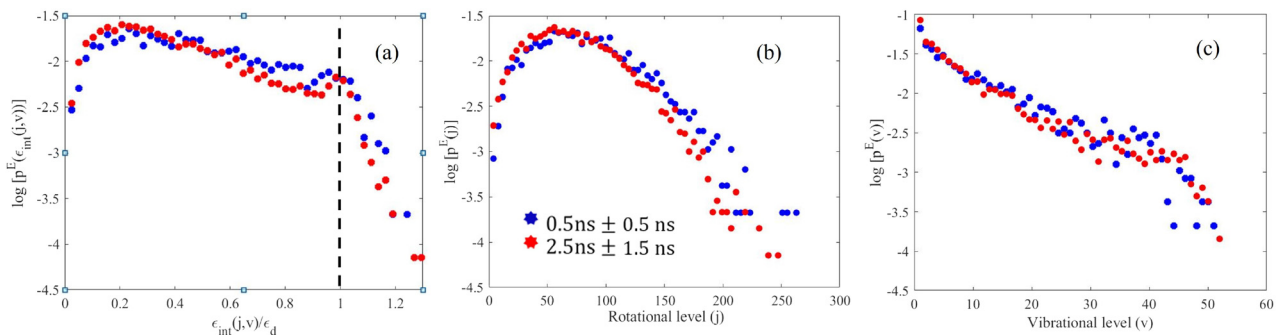 -1.5
-2
-2.5
-3
-3.5
-4
-4.5
log [p^E(ϵ_int(j,v))]
0 0.2 0.4 0.6 0.8 1 1.2
ϵ_int(j,v)/ϵ_d
(a)
-1.5
-2
-2.5
-3
-3.5
-4
-4.5
log [p^E(j)]
0 50 100 150 200 250 300
Rotational level (j)
(b)
0.5ns ± 0.5 ns
2.5ns ± 1.5 ns
-1
-1.5
-2
-2.5
-3
-3.5
-4
log [p^E(v)]
0 10 20 30 40 50 60
Vibrational level (v)
(c)